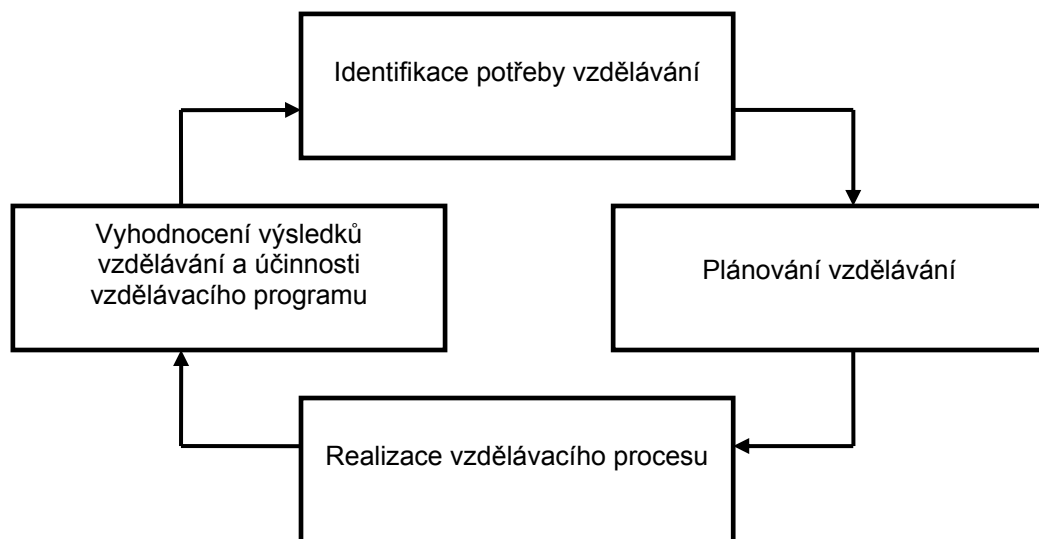 Identifikace potřeby vzdělávání
Vyhodnocení výsledků
vzdělávání a účinnosti
vzdělávacího programu
Plánování vzdělávání
Realizace vzdělávacího procesu